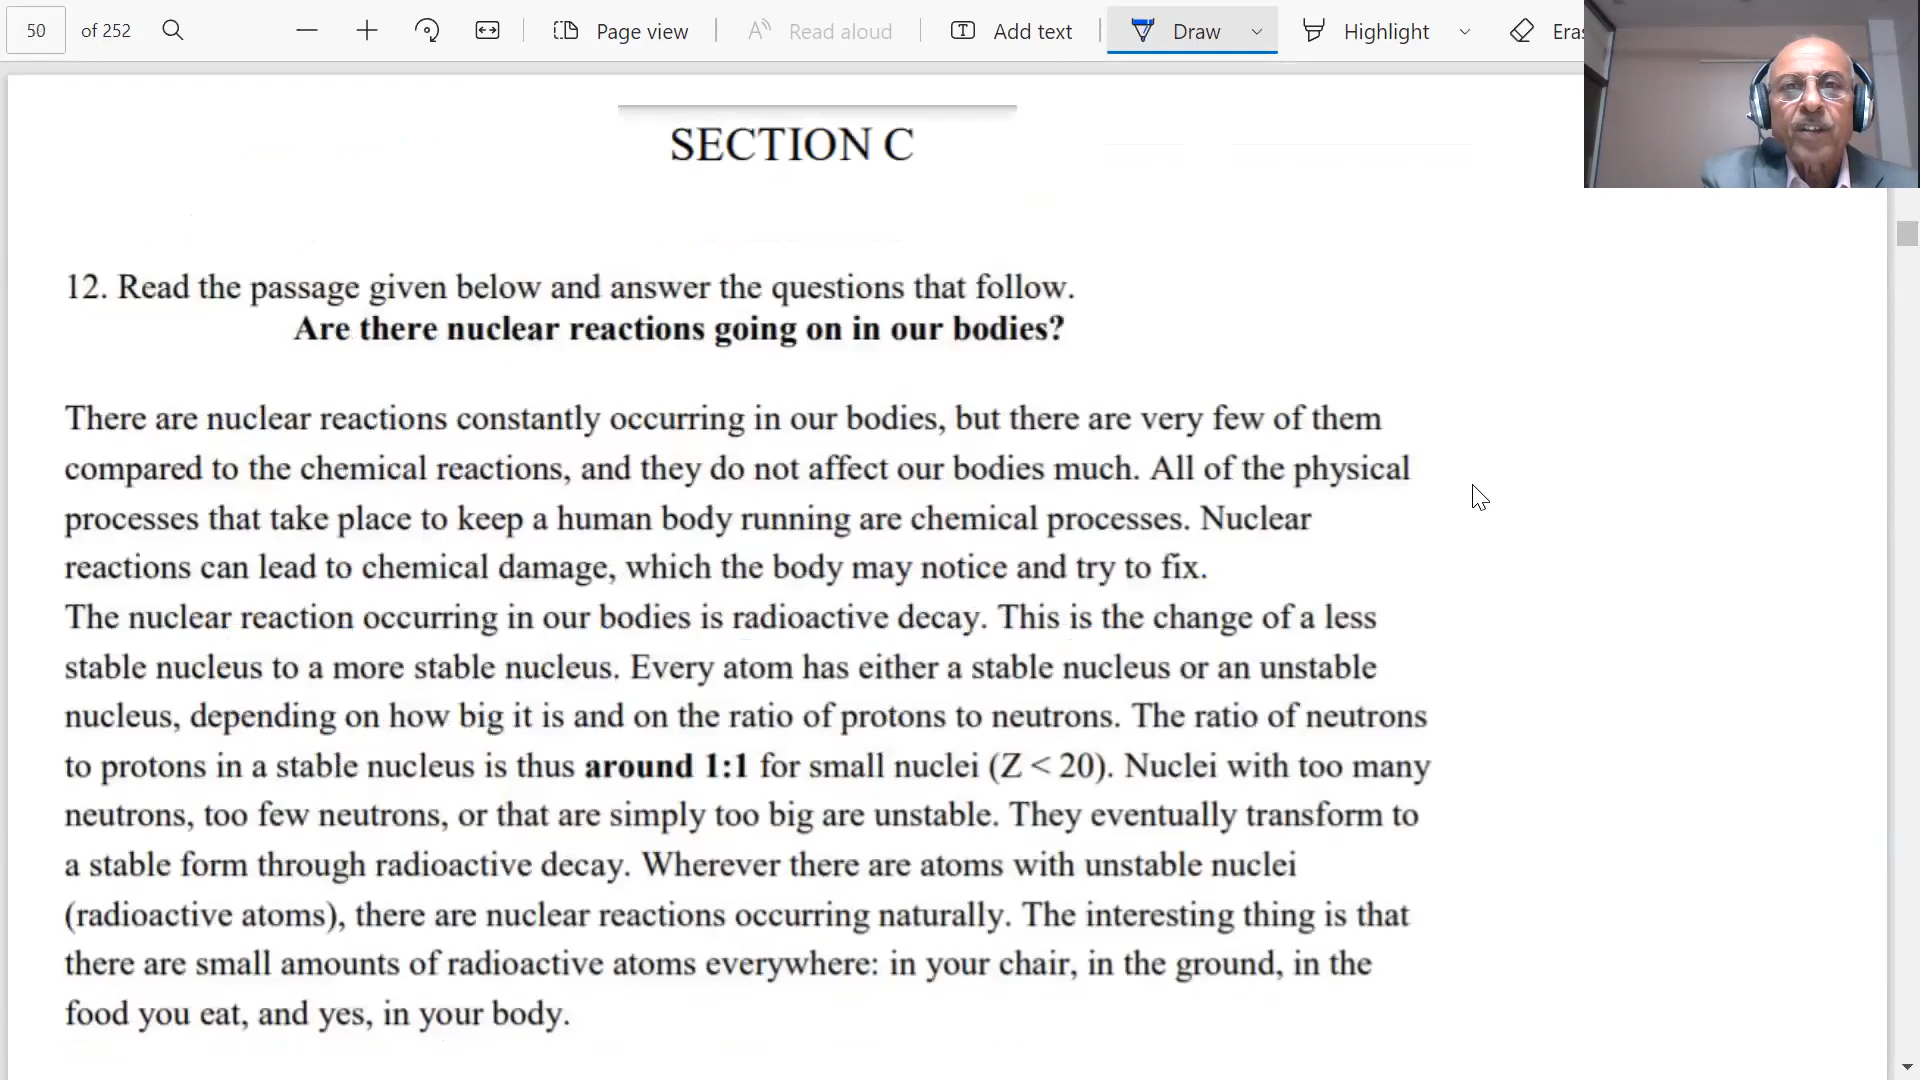 50 of 252 Page view Read aloud Add text Draw Highlight
SECTION C
12. Read the passage given below and answer the questions that follow.
Are there nuclear reactions going on in our bodies?
There are nuclear reactions constantly occurring in our bodies, but there are very few of them
compared to the chemical reactions, and they do not affect our bodies much. All of the physical
processes that take place to keep a human body running are chemical processes. Nuclear
reactions can lead to chemical damage, which the body may notice and try to fix.
The nuclear reaction occurring in our bodies is radioactive decay. This is the change of a less
stable nucleus to a more stable nucleus. Every atom has either a stable nucleus or an unstable
nucleus, depending on how big it is and on the ratio of protons to neutrons. The ratio of neutrons
to protons in a stable nucleus is thus around 1:1 for small nuclei (Z < 20). Nuclei with too many
neutrons, too few neutrons, or that are simply too big are unstable. They eventually transform to
a stable form through radioactive decay. Wherever there are atoms with unstable nuclei
(radioactive atoms), there are nuclear reactions occurring naturally. The interesting thing is that
there are small amounts of radioactive atoms everywhere: in your chair, in the ground, in the
food you eat, and yes, in your body.